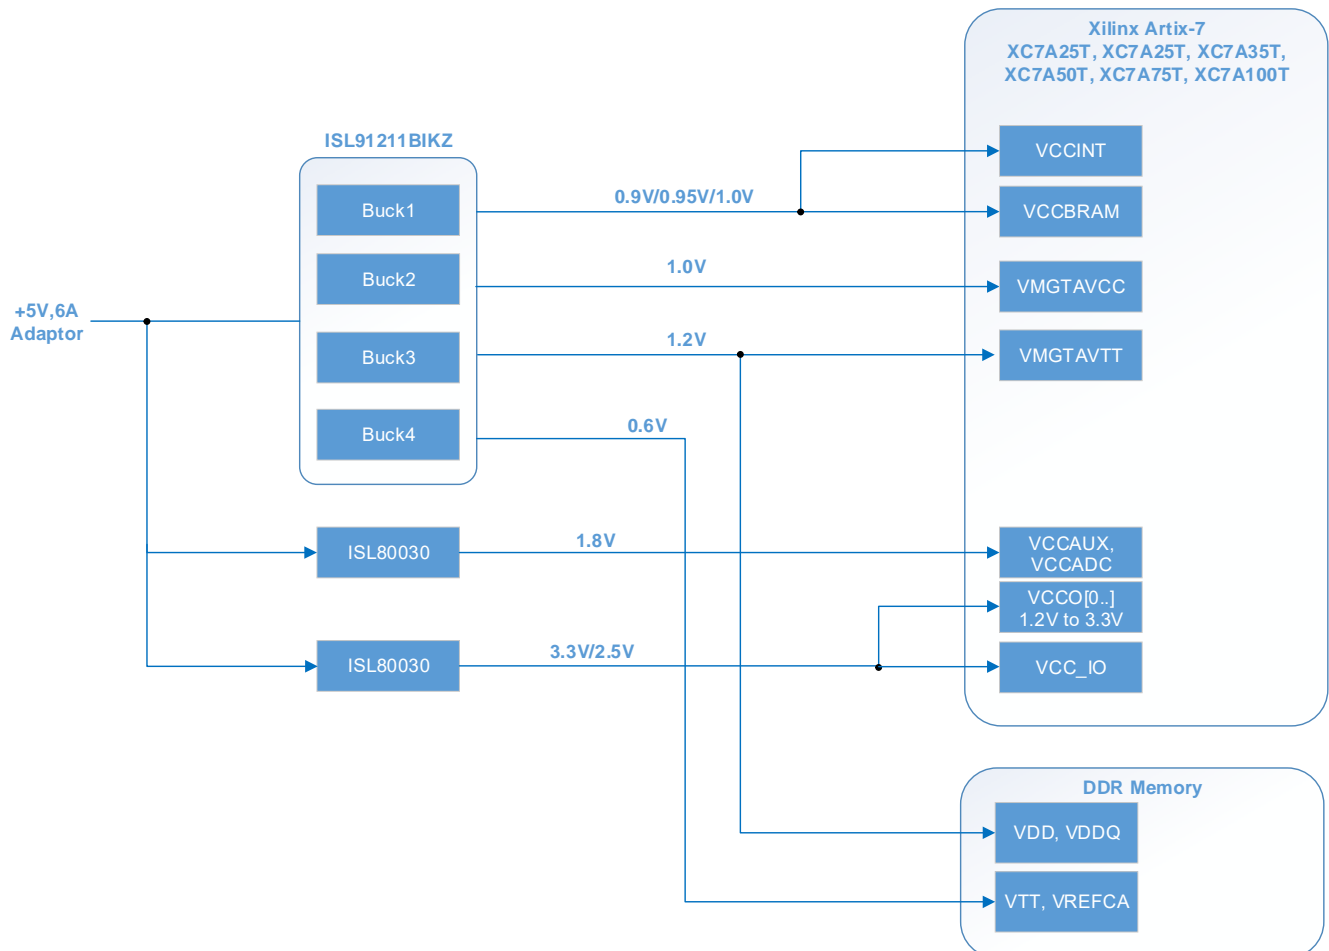 Xilinx Artix-7
XC7A25T, XC7A25T, XC7A35T,
XC7A50T, XC7A75T, XC7A100T
ISL91211BIKZ
VCCINT
Buck1
0.9V/0.95V/1.0V
VCCBRAM
Buck2
1.0V
VMGTAVCC
+5V,6A
Adaptor
Buck3
1.2V
VMGTAVTT
Buck4
0.6V
ISL80030
1.8V
VCCAUX,
VCCADC
VCCO[0..]
1.2V to 3.3V
ISL80030
3.3V/2.5V
VCC_IO
DDR Memory
VDD, VDDQ
VTT, VREFCA